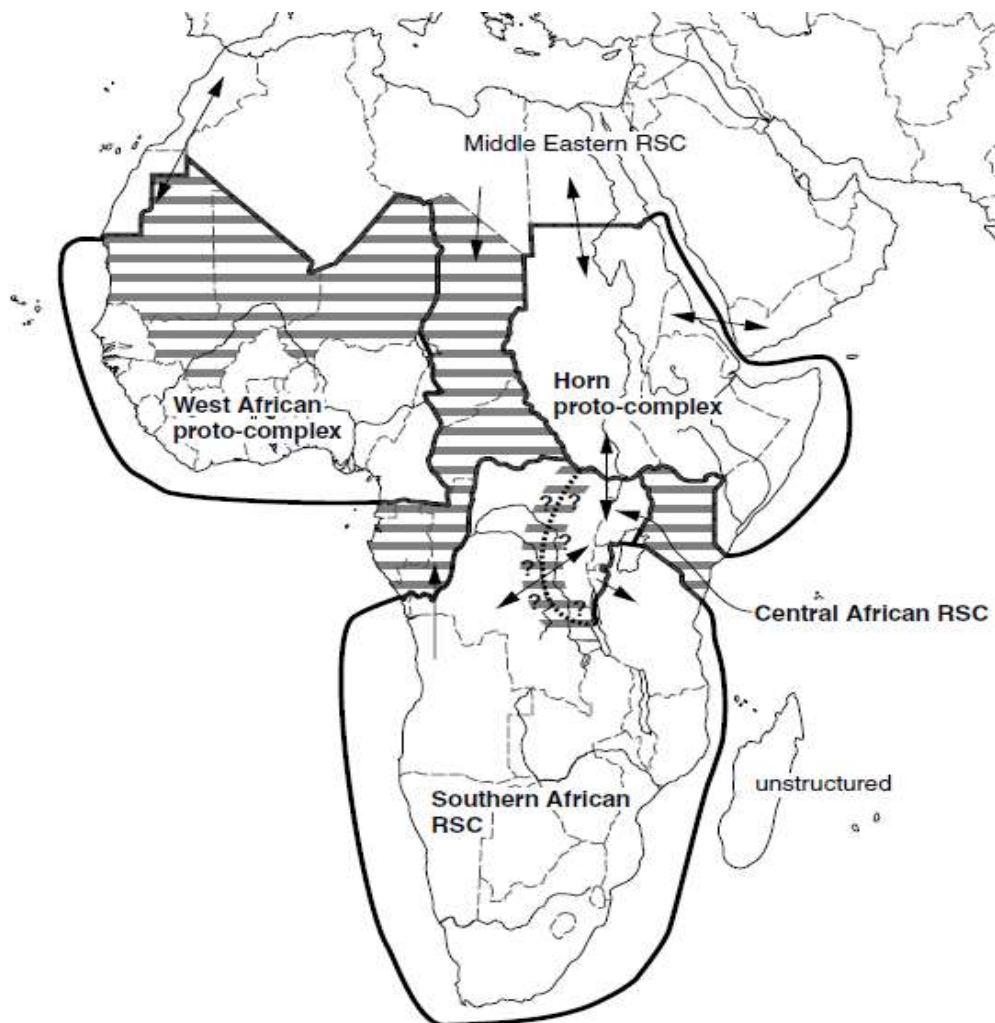 Middle Eastern RSC
Horn
proto-complex
West African
proto-complex
?
?
?
?
?
?
Central African RSC
unstructured
Southern African
RSC